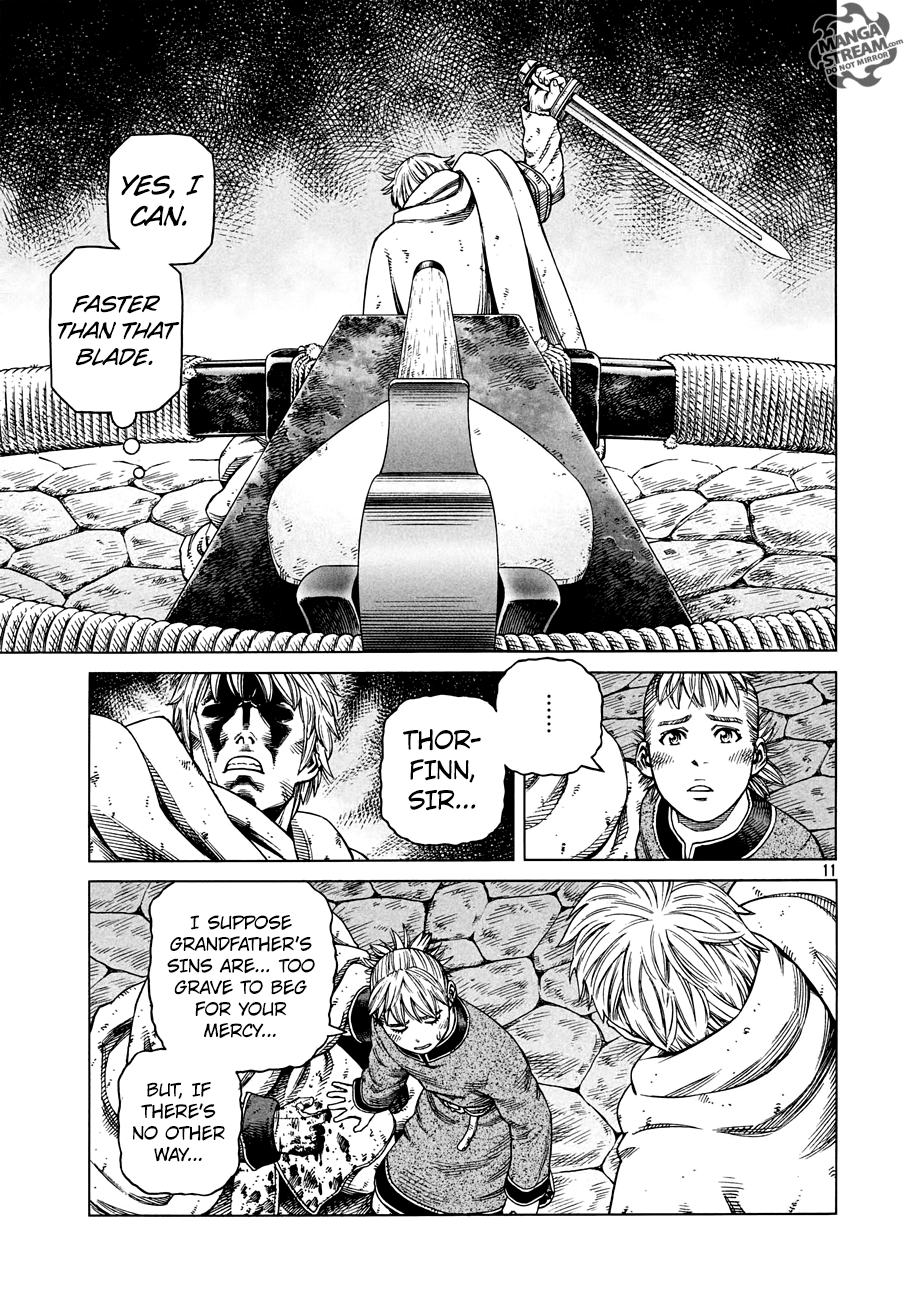 MANGA
STREAM.com
DO NOT MIRROR
YES, I
CAN.
FASTER
THAN THAT
BLADE.
........
THOR-
FINN,
SIR...
11
I SUPPOSE
GRANDFATHER'S
SINS ARE... TOO
GRAVE TO BEG
FOR YOUR
MERCY...
BUT, IF
THERE'S
NO OTHER
WAY...